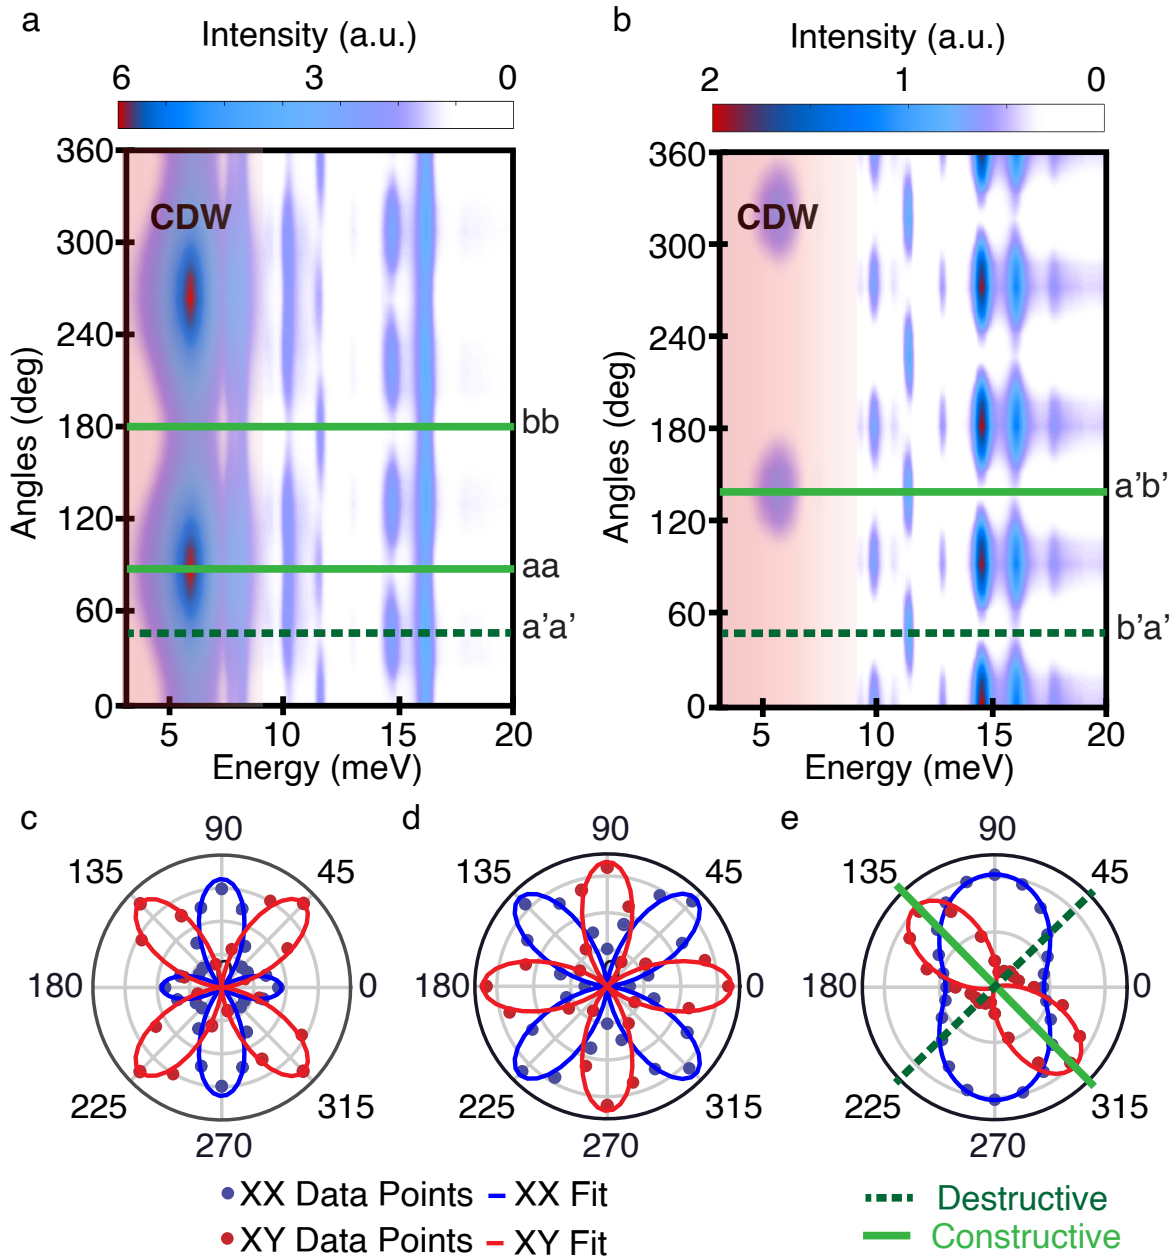 a
Intensity (a.u.)
6 3 0
360
300
240
180
120
60
0
Angles (deg)
CDW
bb
aa
a'a'
5 10 15 20
Energy (meV)
b
Intensity (a.u.)
2 1 0
360
300
240
180
120
60
0
Angles (deg)
CDW
a'b'
b'a'
5 10 15 20
Energy (meV)
c
90
135 45
180 0
225 315
270
d
90
135 45
180 0
225 315
270
e
90
135 45
180 0
225 315
270
XX Data Points XX Fit
XY Data Points XY Fit
Destructive
Constructive